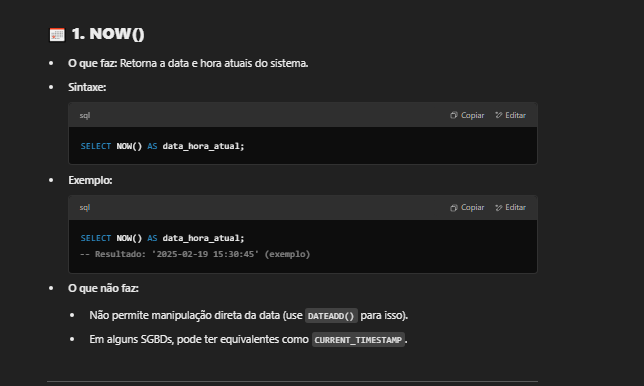 1. NOW()
O que faz: Retorna a data e hora atuais do sistema.
Sintaxe:
sql
Copiar
Editar
SELECT NOW() AS data_hora_atual;
Exemplo:
sql
Copiar
Editar
SELECT NOW() AS data_hora_atual;
-- Resultado: '2025-02-19 15:30:45' (exemplo)
O que não faz:
Não permite manipulação direta da data (use DATEADD() para isso).
Em alguns SGBDs, pode ter equivalentes como CURRENT_TIMESTAMP.